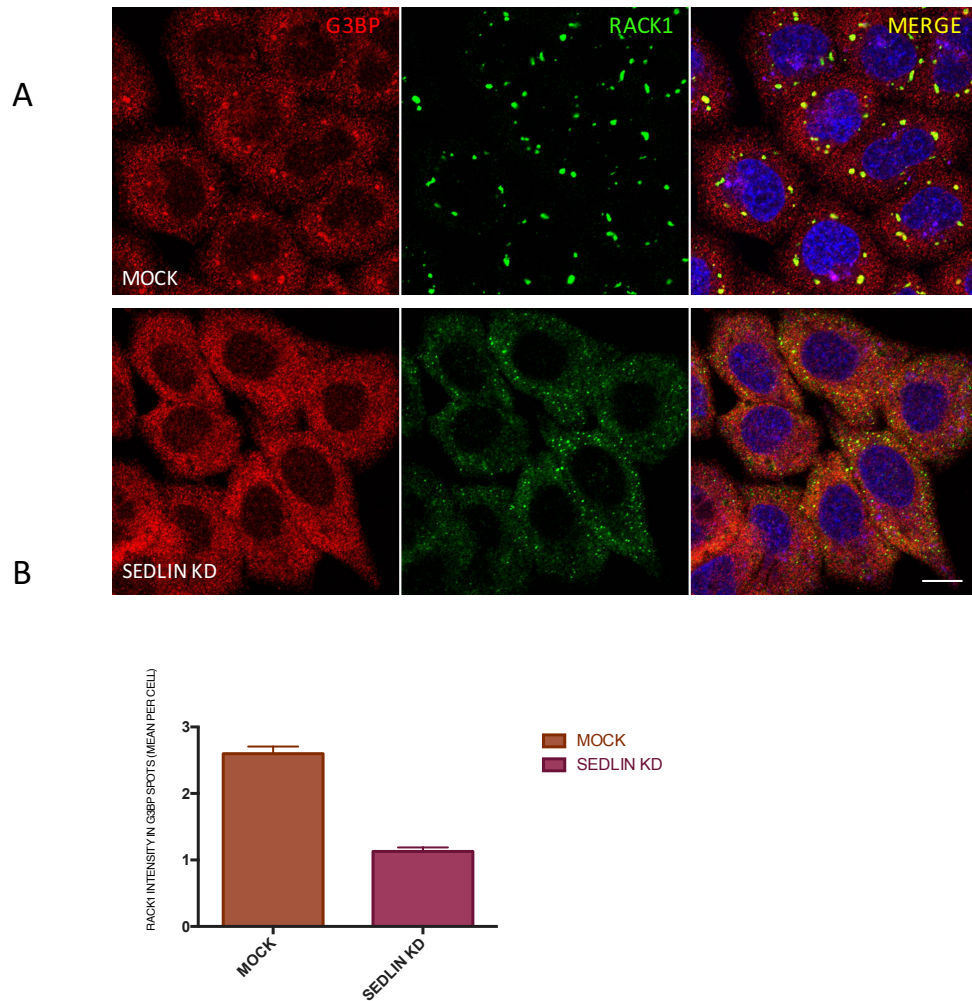 A
G3BP
RACK1
MERGE
MOCK
SEDLIN KD
B
RACK1 INTENSITY IN G3BP SPOTS (MEAN PER CELL)
3
2
1
0
MOCK
SEDLIN KD
MOCK
SEDLIN KD